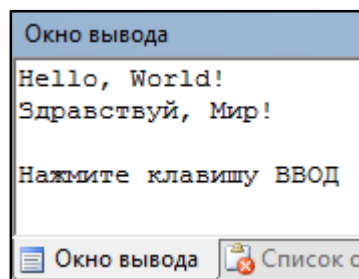 Окно вывода
Hello, World!
Здравствуй, Мир!
Нажмите клавишу ВВОД
Окно вывода
Список